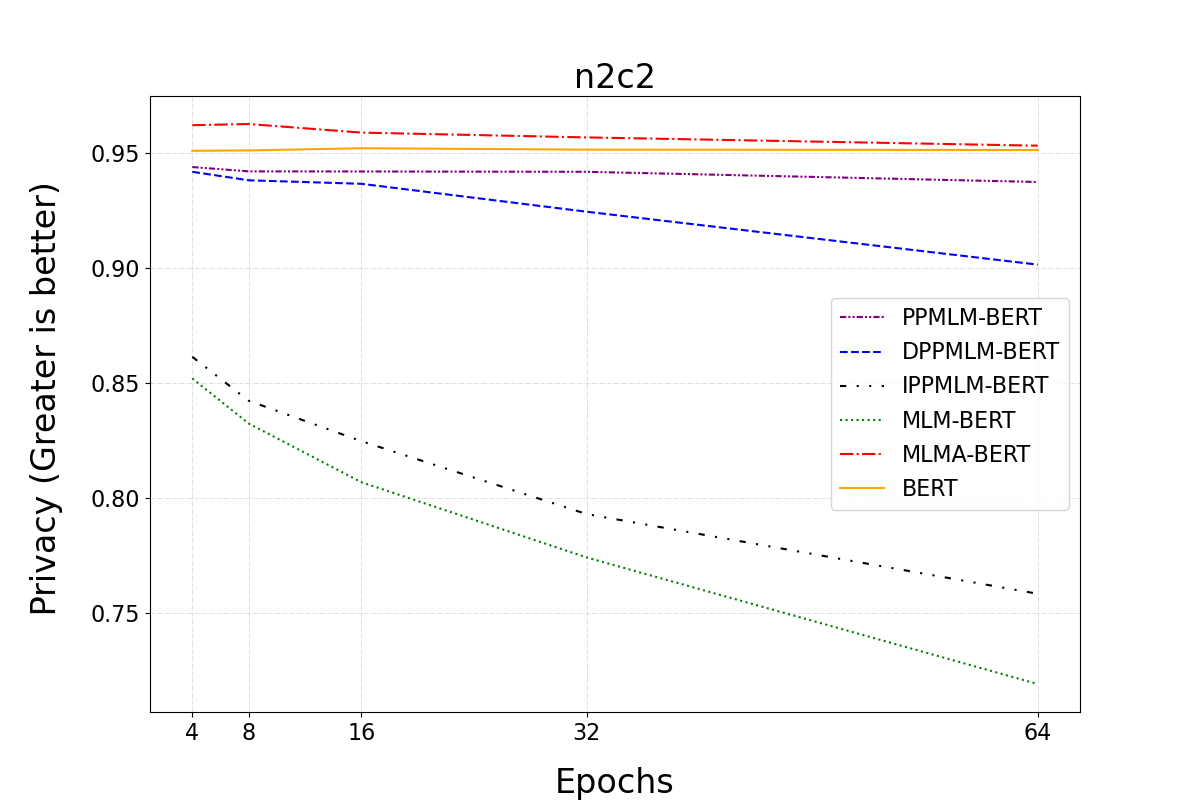 n2c2
Privacy (Greater is better)
0.95
0.90
0.85
0.80
0.75
PPMLM-BERT
DPPMLM-BERT
IPPMLM-BERT
MLM-BERT
MLMA-BERT
BERT
4 8 16 32 64
Epochs